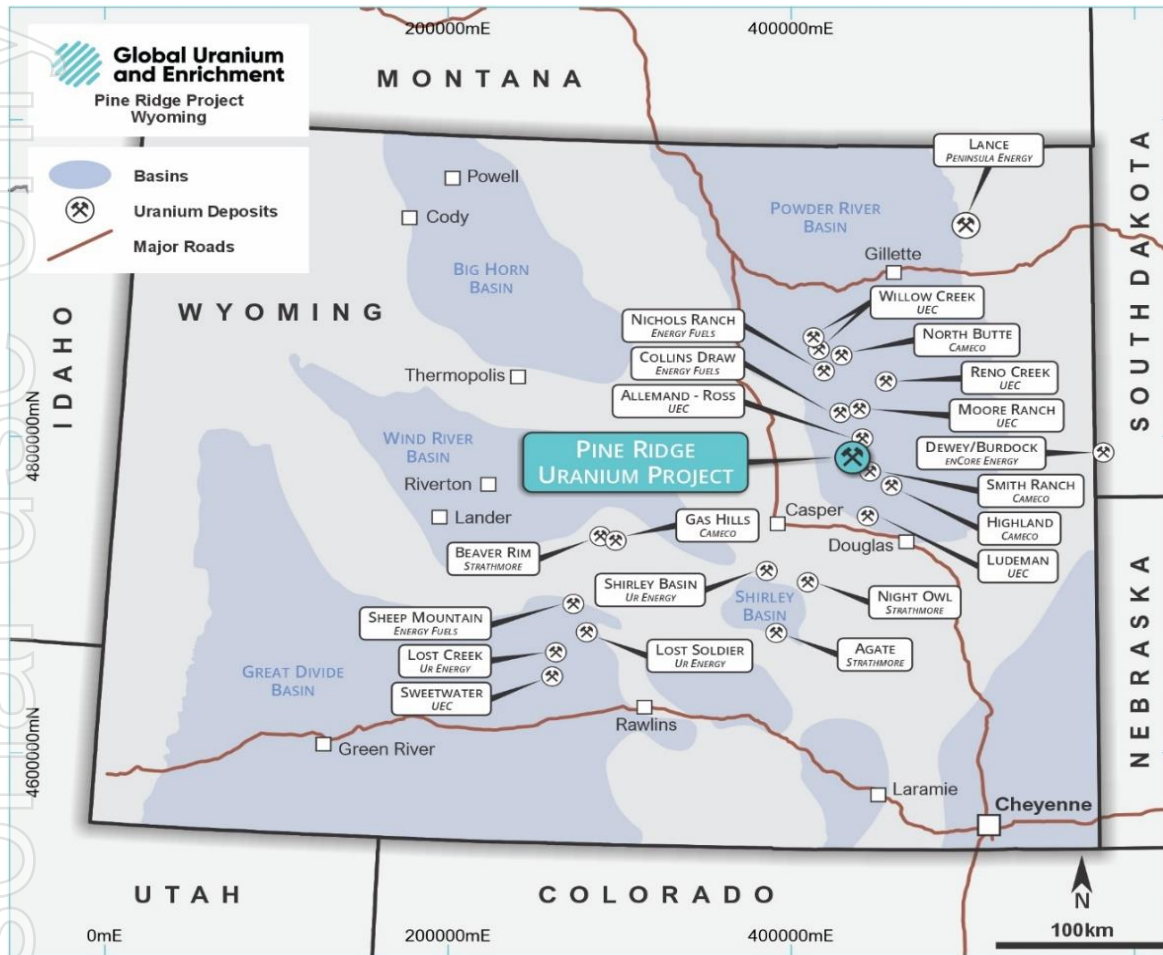 200000mE
400000mE
Global Uranium
and Enrichment
Pine Ridge Project
Wyoming
Basins
Uranium Deposits
Major Roads
MONTANA
SOUTH DAKOTA
IDAHO
WYOMING
NEBRASKA
UTAH
COLORADO
Powell
Cody
BIG HORN
BASIN
POWDER RIVER
BASIN
LANCE
PENINSULA ENERGY
Gillette
WILLOW CREEK
UEC
NICHOLS RANCH
ENERGY FUELS
NORTH BUTTE
CAMECO
COLLINS DRAW
ENERGY FUELS
RENO CREEK
UEC
Thermopolis
ALLEMAND - ROSS
UEC
MOORE RANCH
UEC
4800000mN
WIND RIVER
BASIN
PINE RIDGE
URANIUM PROJECT
DEWEY/BURDOCK
ENCORE ENERGY
Riverton
SMITH RANCH
CAMECO
Lander
GAS HILLS
CAMECO
Casper
HIGHLAND
CAMECO
Douglas
BEAVER RIM
STRATHMORE
LUDEMAN
UEC
SHIRLEY BASIN
UR ENERGY
SHIRLEY
BASIN
NIGHT OWL
STRATHMORE
SHEEP MOUNTAIN
ENERGY FUELS
LOST CREEK
UR ENERGY
LOST SOLDIER
UR ENERGY
AGATE
STRATHMORE
GREAT DIVIDE
BASIN
SWEETWATER
UEC
Rawlins
Green River
4600000mN
Laramie
Cheyenne
N
100km
0mE
200000mE
400000mE